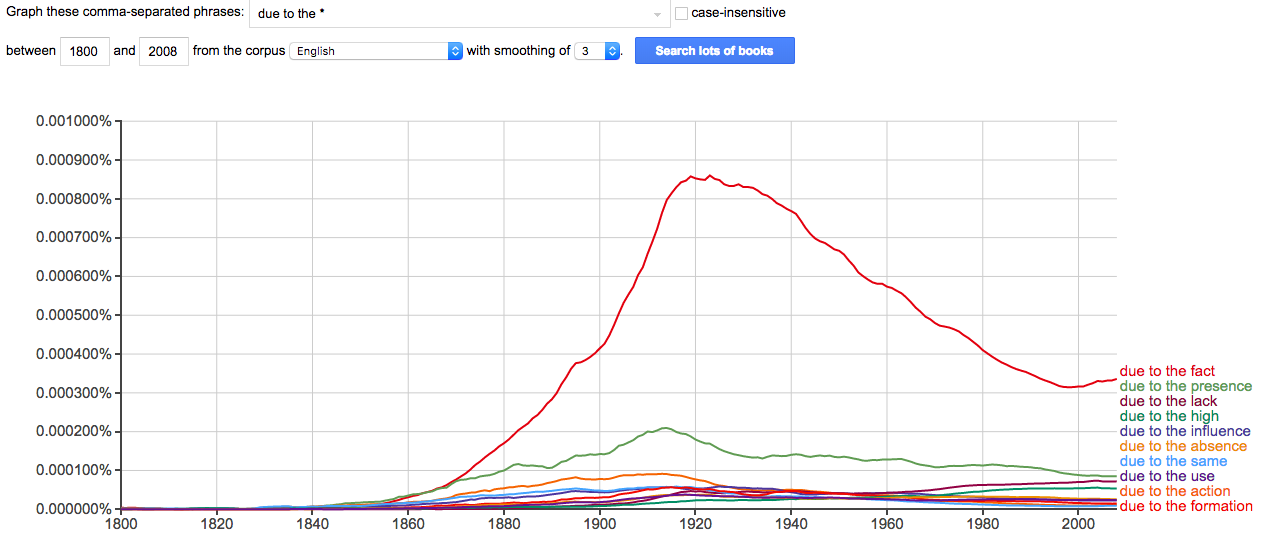 Graph these comma-separated phrases: due to the * case-insensitive
between 1800 and 2008 from the corpus English with smoothing of 3 . Search lots of books
0.001000%
0.000900%
0.000800%
0.000700%
0.000600%
0.000500%
0.000400%
0.000300%
0.000200%
0.000100%
0.000000%
1800 1820 1840 1860 1880 1900 1920 1940 1960 1980 2000
due to the fact
due to the presence
due to the lack
due to the high
due to the influence
due to the absence
due to the same
due to the use
due to the action
due to the formation